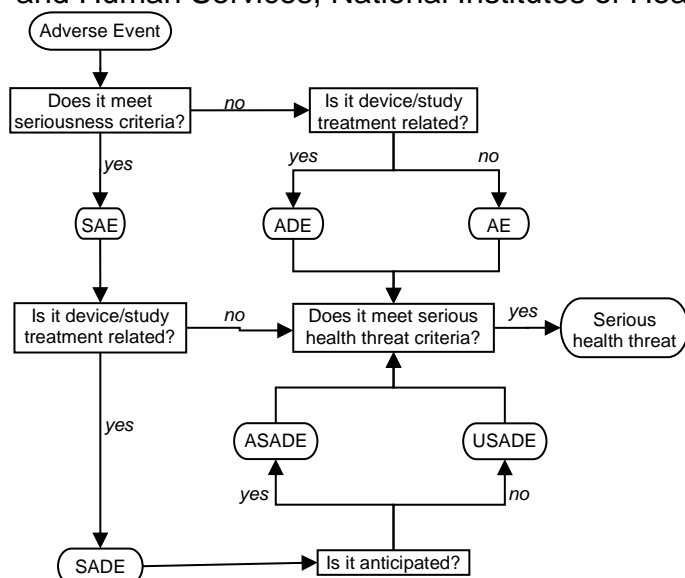 and Human Services, National Institutes of
Adverse Event
Does it meet
seriousness criteria?
no
Is it device/study
treatment related?
yes
yes
no
SAE
ADE
AE
Is it device/study
treatment related?
no
Does it meet serious
health threat criteria?
yes
Serious
health threat
yes
ASADE
USADE
yes
no
SADE
Is it anticipated?